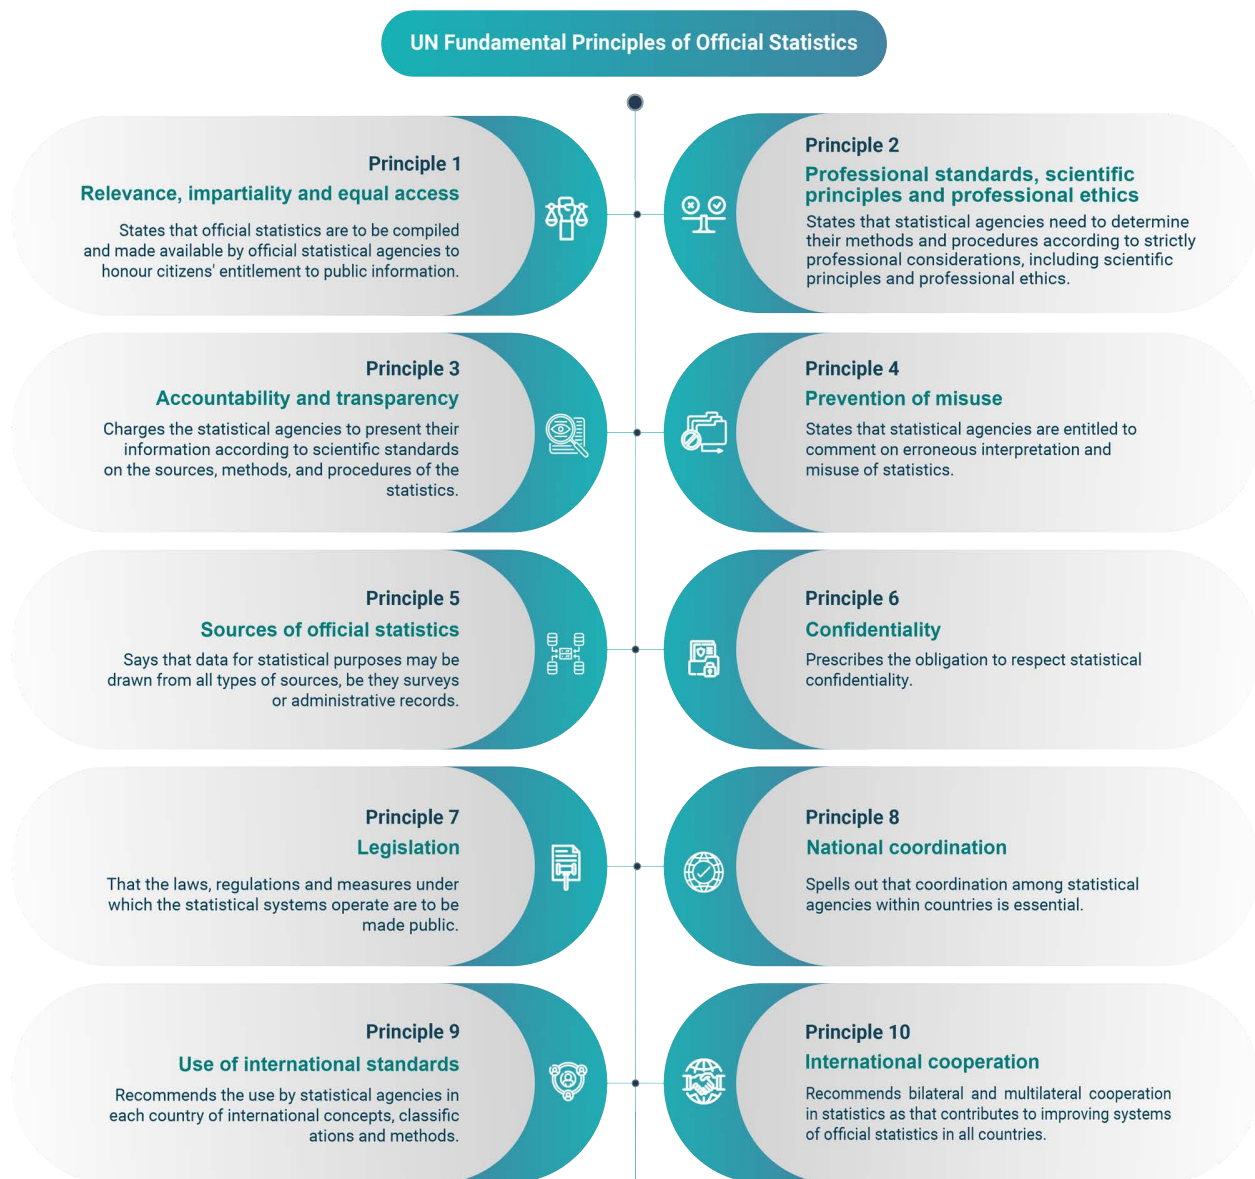 UN Fundamental Principles of Official Statistics
Principle 1
Relevance, impartiality and equal access
States that official statistics are to be compiled
and made available by official statistical agencies to
honour citizens' entitlement to public information.
Principle 2
Professional standards, scientific
principles and professional ethics
States that statistical agencies need to determine
their methods and procedures according to strictly
professional considerations, including scientific
principles and professional ethics.
Principle 3
Accountability and transparency
Charges the statistical agencies to present their
information according to scientific standards
on the sources, methods, and procedures of the
statistics.
Principle 4
Prevention of misuse
States that statistical agencies are entitled to
comment on erroneous interpretation and
misuse of statistics.
Principle 5
Sources of official statistics
Says that data for statistical purposes may be
drawn from all types of sources, be they surveys
or administrative records.
Principle 6
Confidentiality
Prescribes the obligation to respect statistical
confidentiality.
Principle 7
Legislation
That the laws, regulations and measures under
which the statistical systems operate are to be
made public.
Principle 8
National coordination
Spells out that coordination among statistical
agencies within countries is essential.
Principle 9
Use of international standards
Recommends the use by statistical agencies in
each country of international concepts, classific
ations and methods.
Principle 10
International cooperation
Recommends bilateral and multilateral cooperation
in statistics as that contributes to improving systems
of official statistics in all countries.